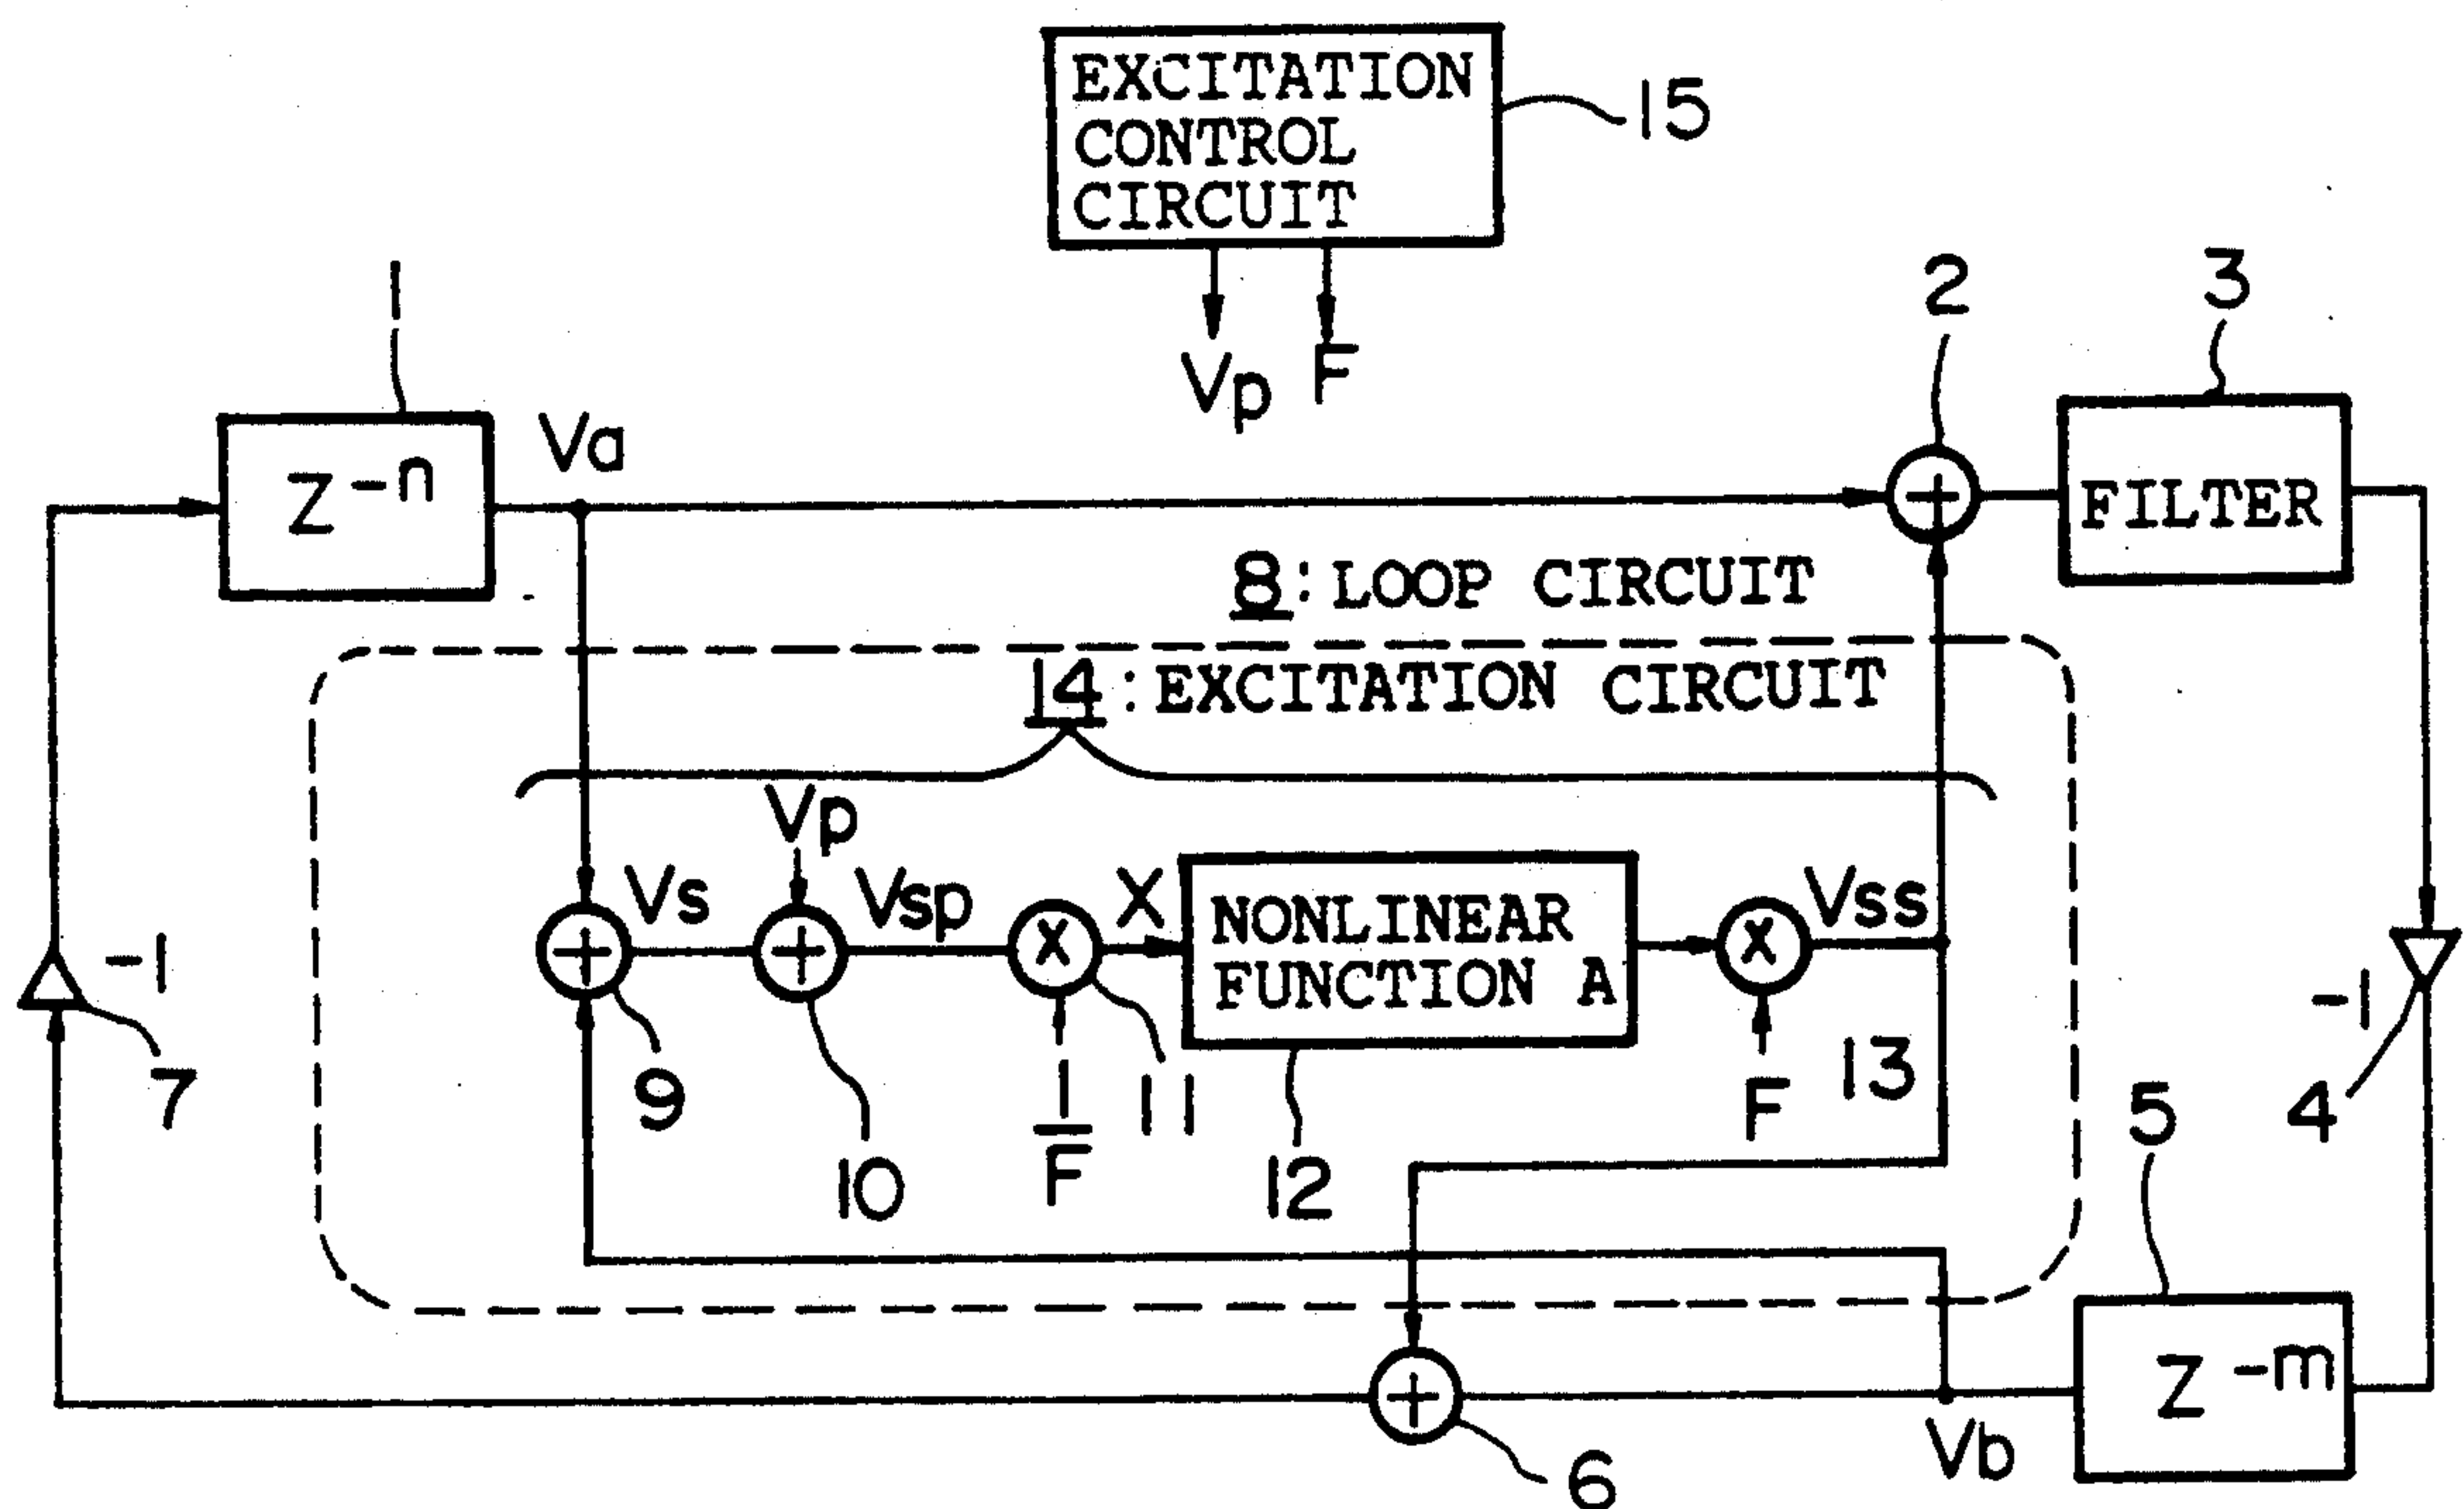 EXCITATION
CONTROL
CIRCUIT
15
Vp F
1
2
3
Z⁻ⁿ
Va
FILTER
8: LOOP CIRCUIT
14: EXCITATION CIRCUIT
Vp
Vs
Vsp
X
NONLINEAR
FUNCTION A
X
X
Vss
-1
-1
7
9
10
1
F
11
12
F
13
4
5
Z⁻ᵐ
6
Vb